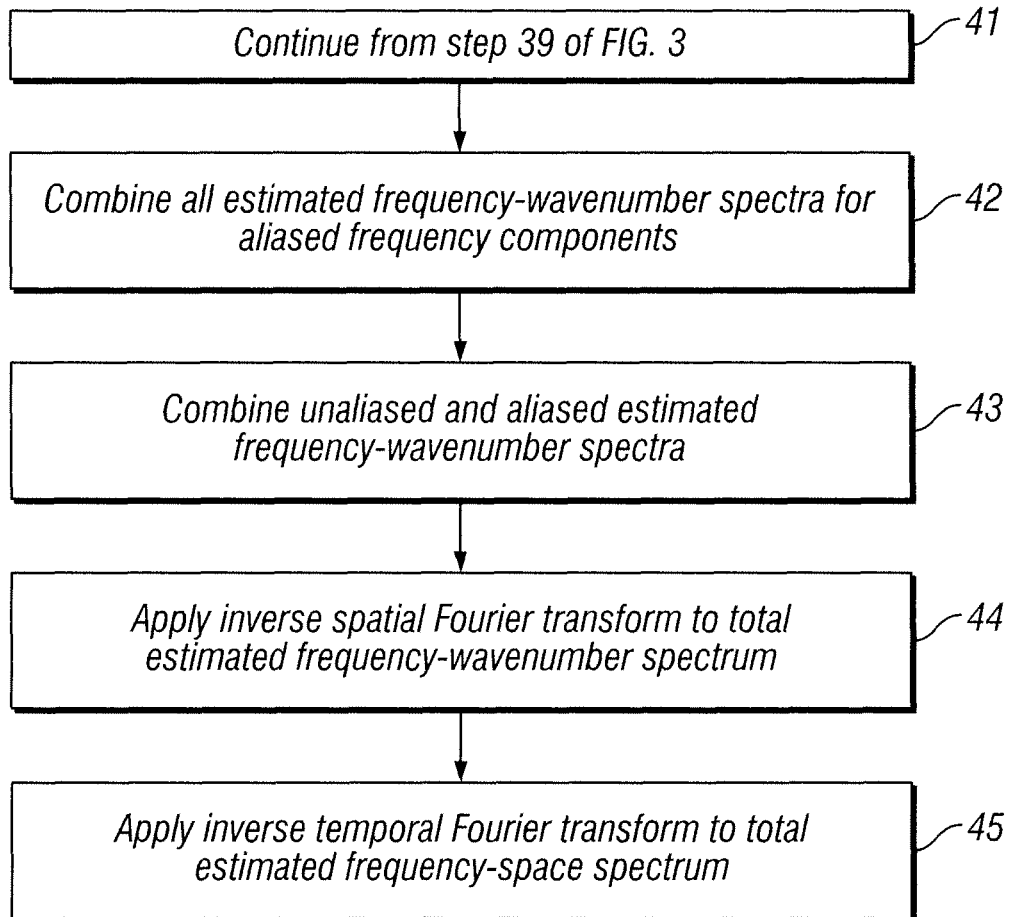 Continue from step 39 of FIG. 3
41
Combine all estimated frequency-wavenumber spectra for
aliased frequency components
42
Combine unaliased and aliased estimated
frequency-wavenumber spectra
43
Apply inverse spatial Fourier transform to total
estimated frequency-wavenumber spectrum
44
Apply inverse temporal Fourier transform to total
estimated frequency-space spectrum
45